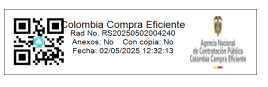 Colombia Compra Eficiente
Rad No. RS20250502004240
Anexos: No Con copia: No
Fecha: 02/05/2025 12:32:13
Agencia Nacional
de Contratación Pública
Colombia Compra Eficiente